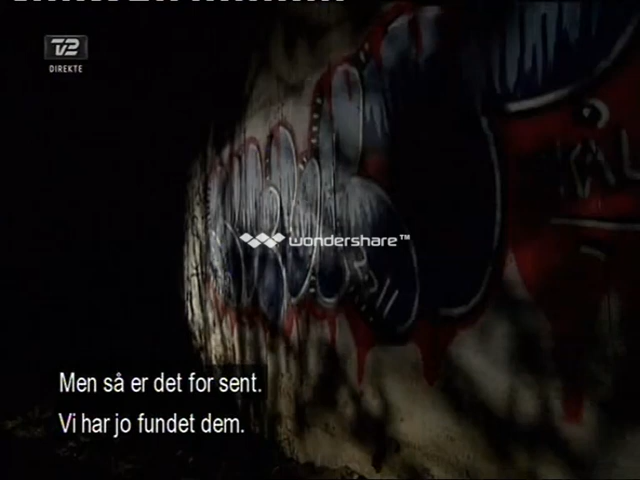 TV2
DIREKTE
wondershare™
Men så er det for sent.
Vi har jo fundet dem.